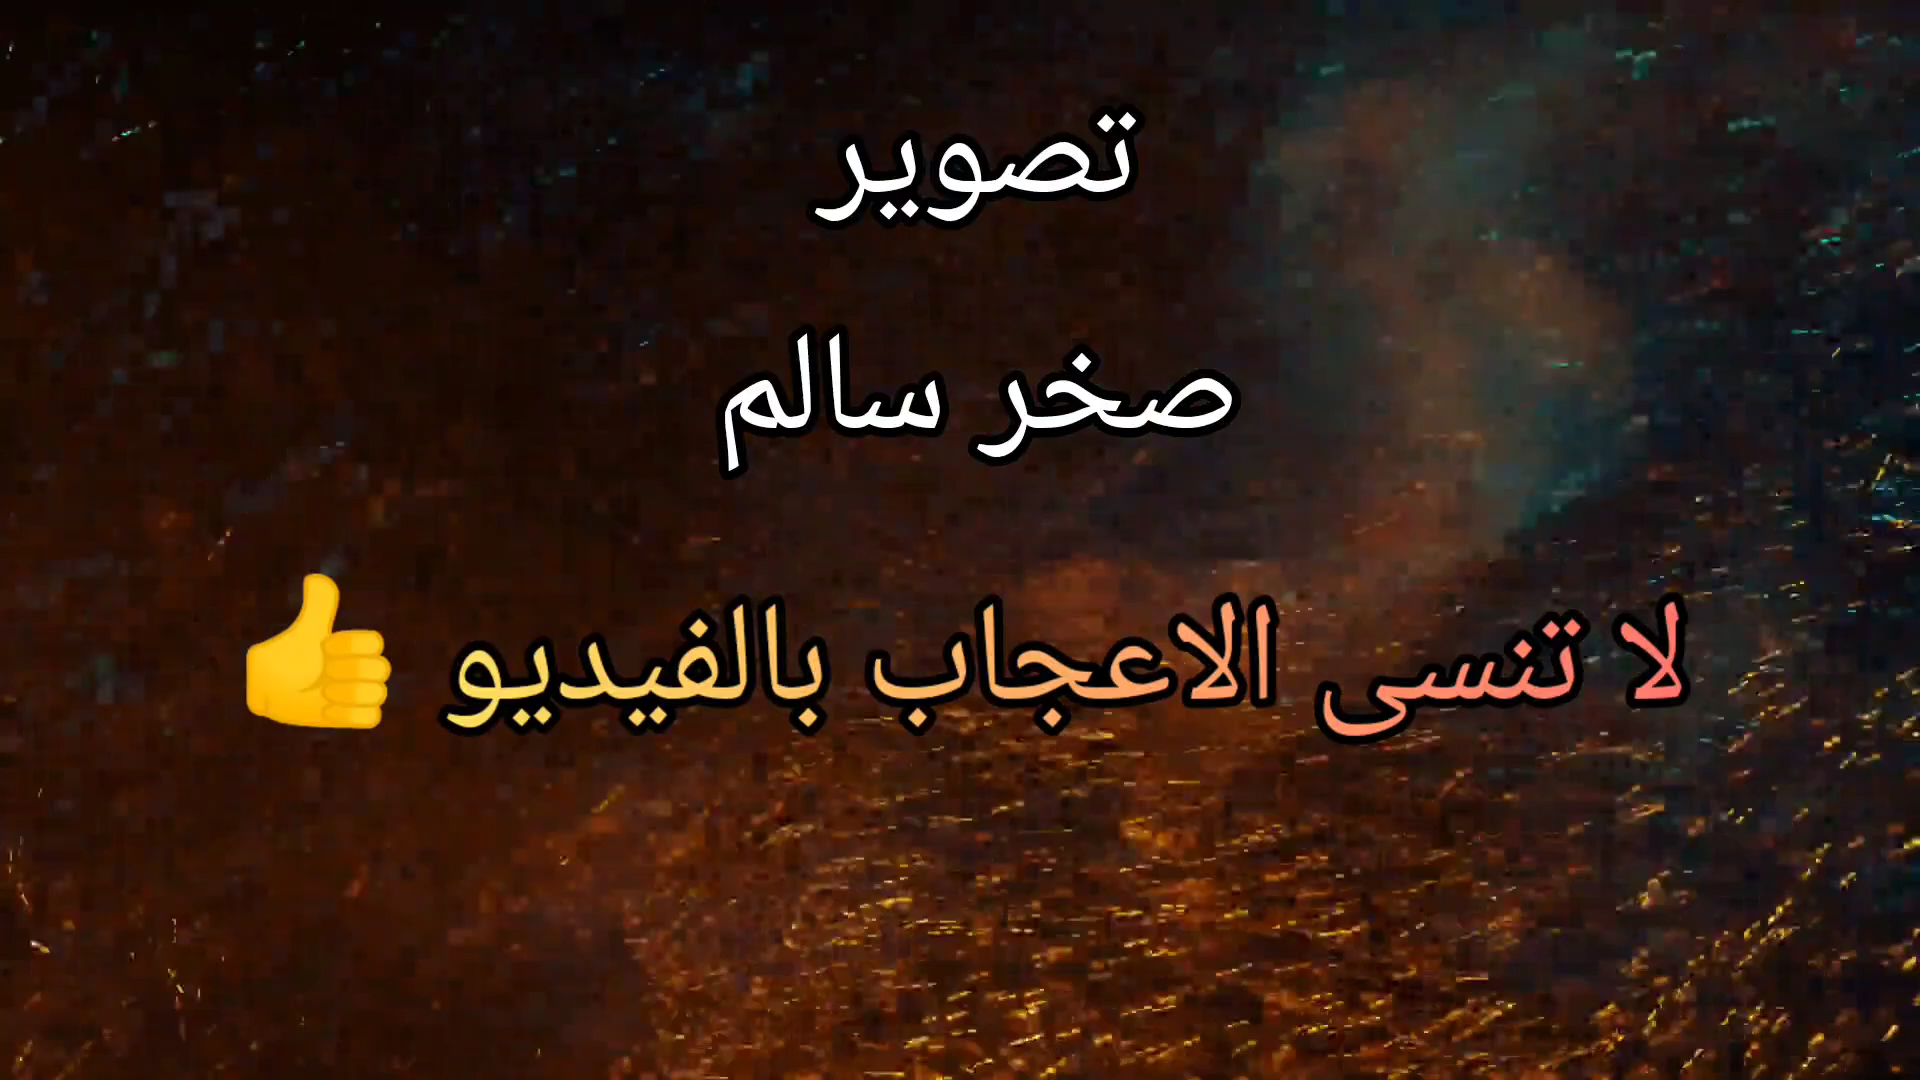 تصوير
صخر سالم
لا تنسى الاعجاب بالفيديو 👍